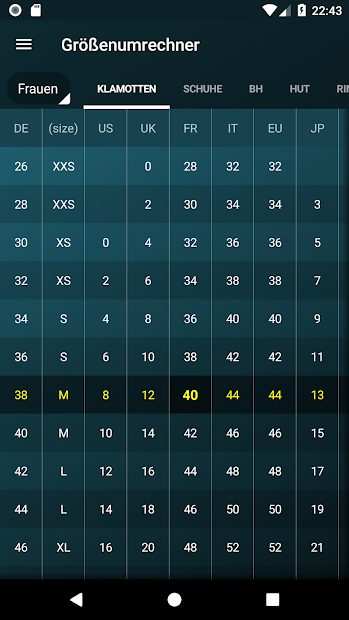 22:43
Größenumrechner
Frauen KLAMOTTEN SCHUHE BH HUT
DE (size) US UK FR IT EU JP
26 XXS 0 28 32 32
28 XXS 2 30 34 34 3
30 XS 0 4 32 36 36 5
32 XS 2 6 34 38 38 7
34 S 4 8 36 40 40 9
36 S 6 10 38 42 42 11
38 M 8 12 40 44 44 13
40 M 10 14 42 46 46 15
42 L 12 16 44 48 48 17
44 L 14 18 46 50 50 19
46 XL 16 20 48 52 52 21